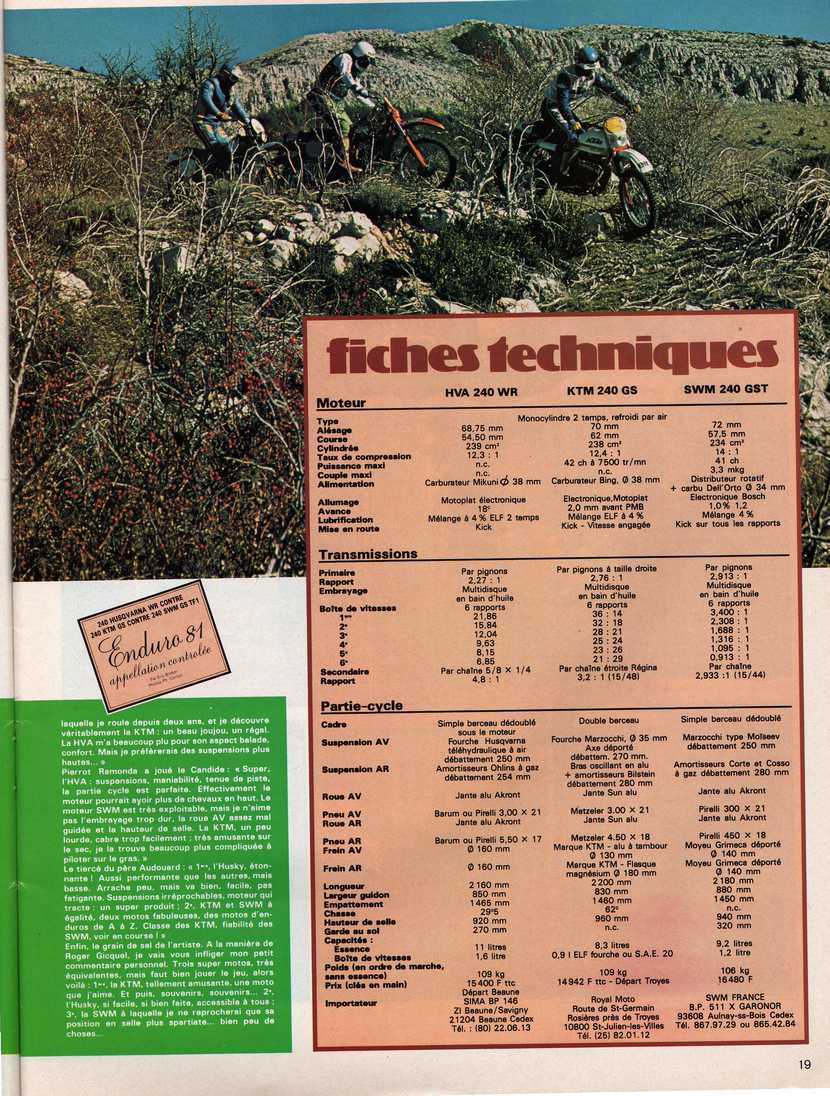 KTM
fiches techniques
HVA 240 WR KTM 240 GS SWM 240 GST
Moteur
Type Monocylindre 2 temps, refroidi par air
Alésage 68,75 mm 70 mm 72 mm
Course 54,50 mm 62 mm 57,5 mm
Cylindrée 239 cm³ 238 cm³ 234 cm³
Taux de compression 12,3 : 1 12,4 : 1 14 : 1
Puissance maxi n.c. 42 ch à 7500 tr/mn 41 ch
Couple maxi n.c. n.c. 3,3 mkg
Alimentation Carburateur Mikuni Ø 38 mm Carburateur Bing, Ø 38 mm Distributeur rotatif
+ carbu Dell'Orto Ø 34 mm
Allumage Motoplat électronique Electronique,Motoplat Electronique Bosch
Avance 18° 2,0 mm avant PMB 1,0% 1,2
Lubrification Mélange à 4 % ELF 2 temps Mélange ELF à 4 % Mélange 4 %
Mise en route Kick Kick - Vitesse engagée Kick sur tous les rapports
Transmissions
Primaire Par pignons Par pignons à taille droite Par pignons
Rapport 2,27 : 1 2,76 : 1 2,913 : 1
Embrayage Multidisque Multidisque Multidisque
en bain d'huile en bain d'huile en bain d'huile
Boîte de vitesses 6 rapports 6 rapports 6 rapports
1ère 21,86 36 : 14 3,400 : 1
2e 15,84 32 : 18 2,308 : 1
3e 12,04 28 : 21 1,688 : 1
4e 9,63 25 : 24 1,316 : 1
5e 8,15 23 : 26 1,095 : 1
6e 6,85 21 : 29 0,913 : 1
Secondaire Par chaîne 5/8 × 1/4 Par chaîne étroite Régina Par chaîne
Rapport 4,8 : 1 3,2 : 1 (15/48) 2,933 :1 (15/44)
Partie-cycle
Cadre Simple berceau dédoublé Double berceau Simple berceau dédoublé
sous le moteur
Suspension AV Fourche Husqvarna Fourche Marzocchi, Ø 35 mm Marzocchi type Molseev
téléhydraulique à air Axe déporté débattement 250 mm
débattement 250 mm débattem. 270 mm.
Suspension AR Amortisseurs Ohlins à gaz Bras oscillant en alu Amortisseurs Corte et Cosso
débattement 254 mm + amortisseurs Bilstein à gaz débattement 280 mm
débattement 280 mm
Roue AV Jante alu Akront Jante Sun alu Jante alu Akront
Pneu AV Barum ou Pirelli 3,00 × 21 Metzeler 3.00 × 21 Pirelli 300 × 21
Roue AR Jante alu Akront Jante Sun alu Jante alu Akront
Pneu AR Barum ou Pirelli 5,50 × 17 Metzeler 4.50 × 18 Pirelli 450 × 18
Frein AV Ø 160 mm Marque KTM - alu à tambour Moyeu Grimeca déporté
Ø 130 mm Ø 140 mm
Frein AR Ø 160 mm Marque KTM - Flasque Moyeu Grimeca déporté
magnésium Ø 180 mm Ø 140 mm
Longueur 2 160 mm 2 200 mm 2 180 mm
Largeur guidon 850 mm 830 mm 880 mm
Empattement 1 465 mm 1 460 mm 1 450 mm
Chasse 29°5 62° n.c.
Hauteur de selle 920 mm 960 mm 940 mm
Garde au sol 270 mm n.c. 320 mm
Capacités :
Essence 11 litres 8,3 litres 9,2 litres
Boîte de vitesses 1,6 litre 0,9 l ELF fourche ou S.A.E. 20 1,2 litre
Poids (en ordre de marche,
sans essence) 109 kg 109 kg 106 kg
Prix (clés en main) 15 400 F ttc 14 942 F ttc - Départ Troyes 16 480 F
Départ Beaune
Importateur SIMA BP 146 Royal Moto SWM FRANCE
ZI Beaune/Savigny Route de St-Germain B.P. 511 X GARONOR
21204 Beaune Cedex Rosières près de Troyes 93608 Aulnay-ss-Bois Cedex
Tél. : (80) 22.06.13 10800 St-Julien-les-Villes Tél. 867.97.29 ou 865.42.84
Tél. (25) 82.01.12
240 HUSQVARNA WR CONTRE
240 KTM GS CONTRE 240 SWM GS TF1
Enduro 81
appellation contrôlée
laquelle je roule depuis deux ans, et je découvre
véritablement la KTM : un beau joujou, un régal.
La HVA m'a beaucoup plu pour son aspect balade,
confort. Mais je préférerais des suspensions plus
hautes... »
Pierrot Ramonda a joué le Candide : « Super,
l'HVA : suspensions, maniabilité, tenue de piste,
la partie cycle est parfaite. Effectivement le
moteur pourrait avoir plus de chevaux en haut. Le
moteur SWM est très exploitable, mais je n'aime
pas l'embrayage trop dur, la roue AV assez mal
guidée et la hauteur de selle. La KTM, un peu
lourde, cabre trop facilement ; très amusante sur
le sec, je la trouve beaucoup plus compliquée à
piloter sur le gras. »
Le tiercé du père Audouard : « 1ère, l'Husky, éton-
nante ! Aussi performante que les autres, mais
basse. Arrache peu, mais va bien, facile, pas
fatigante. Suspensions irréprochables, moteur qui
tracte : un super produit ; 2e, KTM et SWM à
égalité, deux motos fabuleuses, des motos d'en-
duros de A à Z. Classe des KTM, fiabilité des
SWM, voir en course ! »
Enfin, le grain de sel de l'artiste. A la manière de
Roger Gicquel, je vais vous infliger mon petit
commentaire personnel. Trois super motos, très
équivalentes, mais faut bien jouer le jeu, alors
voilà : 1ère, la KTM, tellement amusante, une moto
que j'aime. Et puis, souvenirs, souvenirs... 2e,
l'Husky, si facile, si bien faite, accessible à tous ;
3e, la SWM à laquelle je ne reprocherai que sa
position en selle plus spartiate... bien peu de
choses...
19